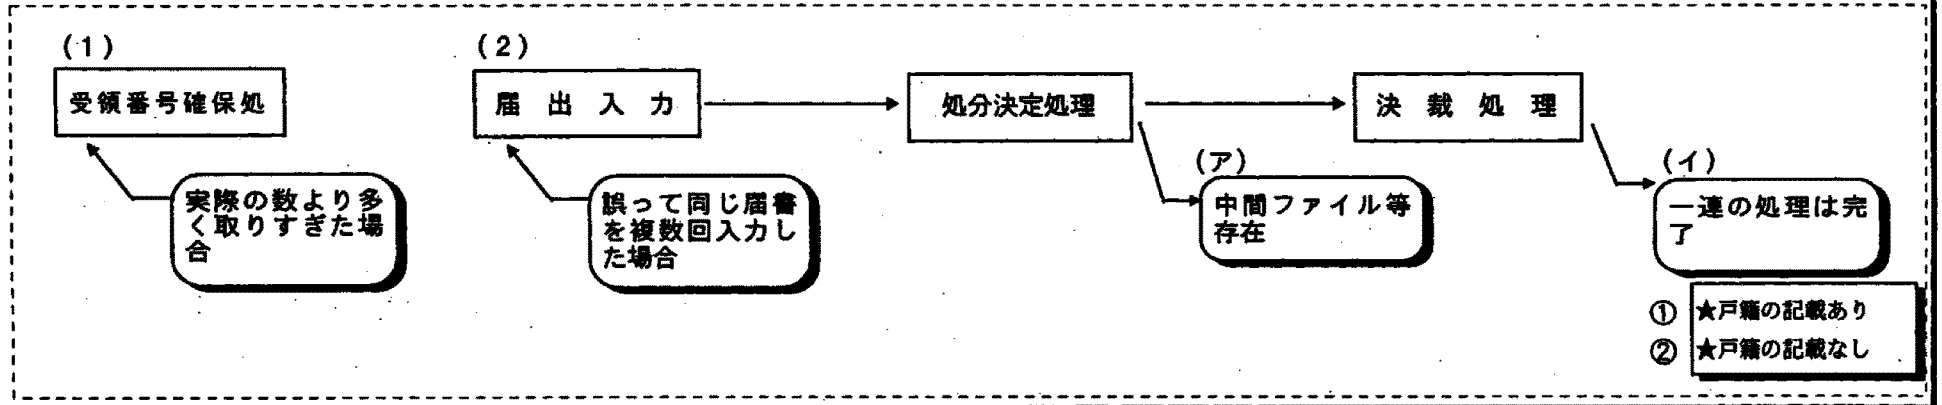 (1)
受領番号確保処
実際の数より多
く取りすぎた場
合
(2)
届出入力
誤って同じ届書
を複数回入力し
た場合
処分決定処理
(ア)
中間ファイル等
存在
決裁処理
(イ)
一連の処理は完
了
① ★戸籍の記載あり
② ★戸籍の記載なし